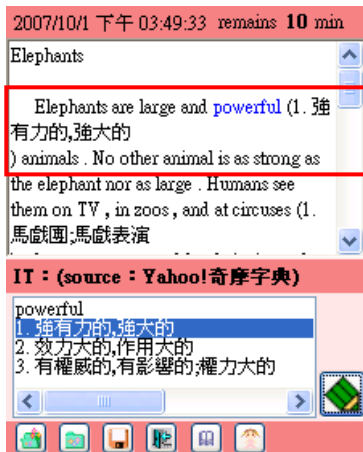 2007/10/1 下午 03:49:33 remains 10 min
Elephants
Elephants are large and powerful (1. 強
有力的,強大的
) animals . No other animal is as strong as
the elephant nor as large . Humans see
them on TV , in zoos , and at circuses (1.
馬戲團;馬戲表演
IT：(source：Yahoo!奇摩字典)
powerful
1. 強有力的,強大的
2. 效力大的,作用大的
3. 有權威的,有影響的;權力大的